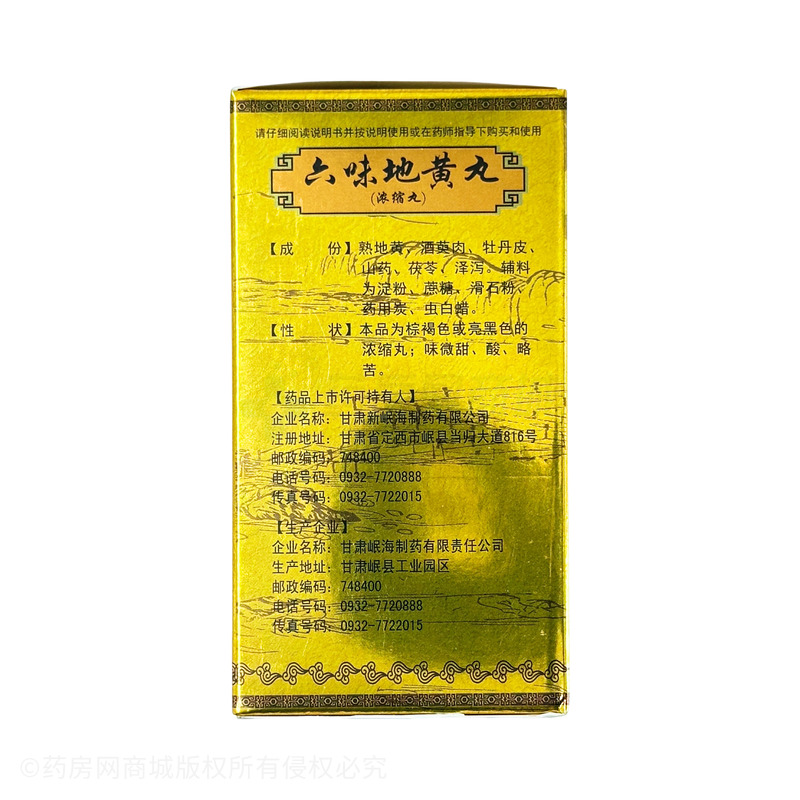 请仔细阅读说明书并按说明使用或在药师指导下购买和使用
六味地黄丸
(浓缩丸)
【成 份】熟地黄、酒萸肉、牡丹皮、
山药、茯苓、泽泻。辅料
为淀粉、蔗糖、滑石粉、
药用炭、虫白蜡。
【性 状】本品为棕褐色或亮黑色的
浓缩丸；味微甜、酸、略
苦。
【药品上市许可持有人】
企业名称：甘肃新岷海制药有限公司
注册地址：甘肃省定西市岷县当归大道816号
邮政编码：748400
电话号码：0932-7720888
传真号码：0932-7722015
【生产企业】
企业名称：甘肃岷海制药有限责任公司
生产地址：甘肃岷县工业园区
邮政编码：748400
电话号码：0932-7720888
传真号码：0932-7722015
©药房网商城版权所有侵权必究